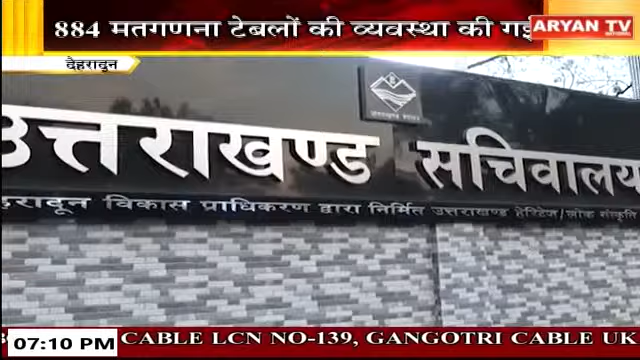 884 मतगणना टेबलों की व्यवस्था की गई
ARYAN TV
NATIONAL
देहरादून
उत्तराखण्ड सचिवालय
देहरादून विकास प्राधिकरण द्वारा निर्मित उत्तराखण्ड हेरिटेज/लोक संस्कृति
07:10 PM
CABLE LCN NO-139, GANGOTRI CABLE UK